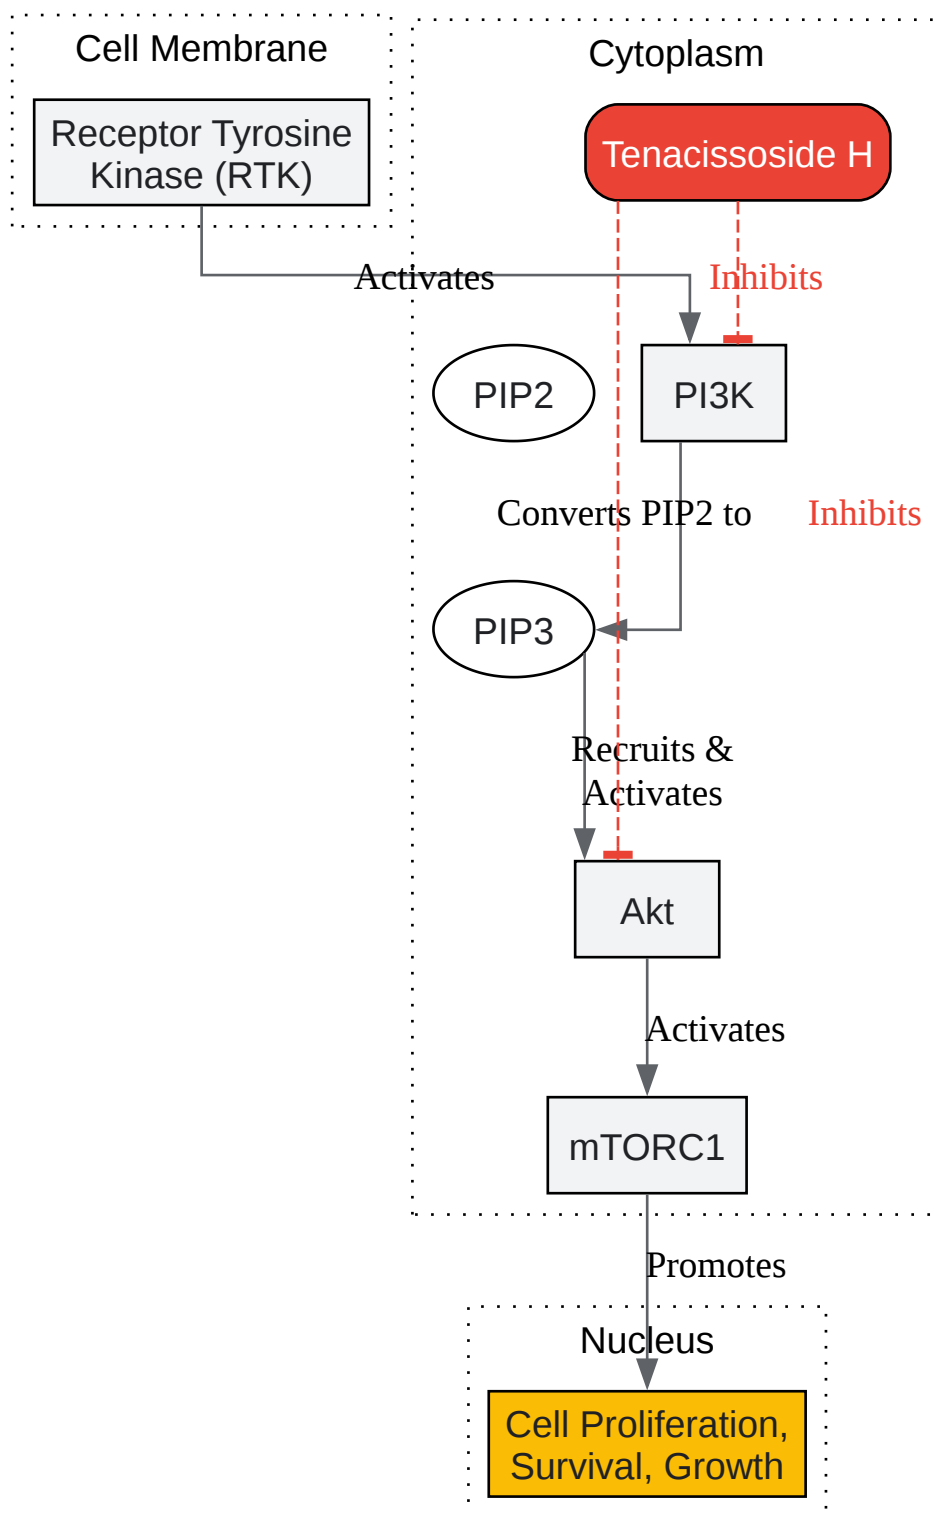 Cell Membrane
Cytoplasm
Receptor Tyrosine
Kinase (RTK)
Tenacissoside H
Activates
Inhibits
PIP2
PI3K
Converts PIP2 to
Inhibits
PIP3
Recruits &
Activates
Akt
Activates
mTORC1
Promotes
Nucleus
Cell Proliferation,
Survival, Growth